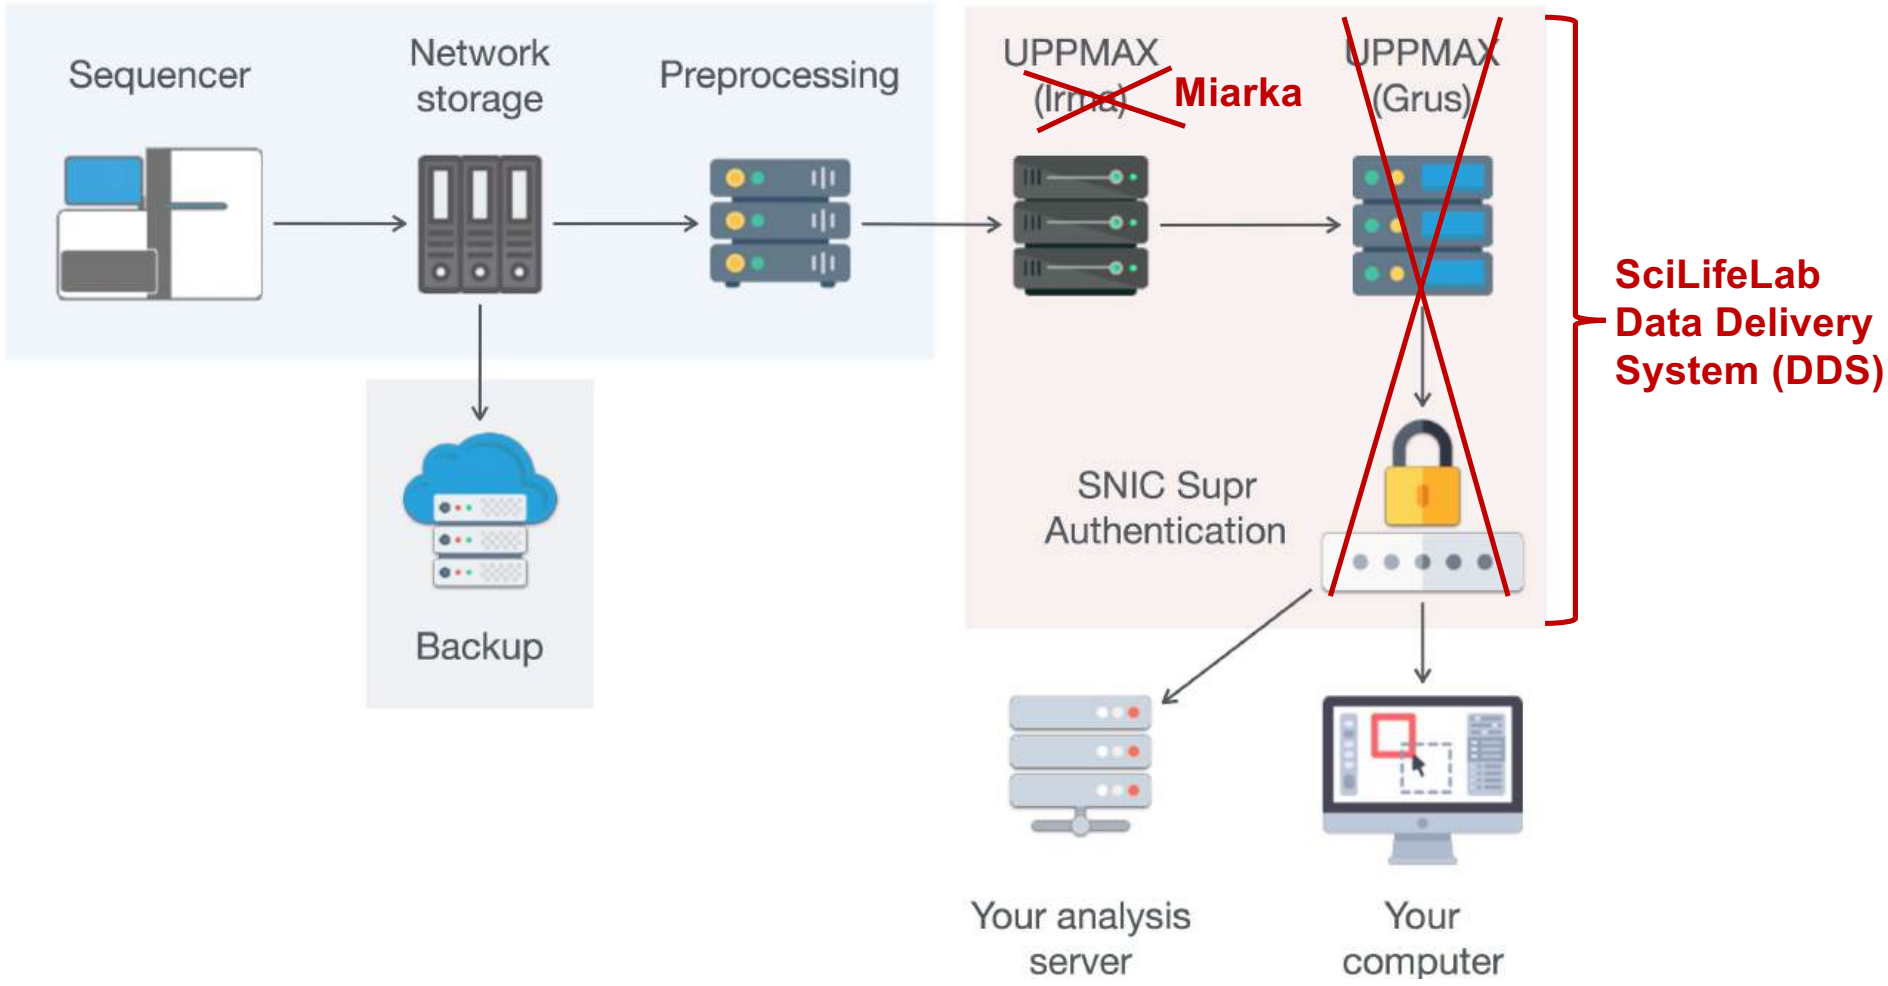 Sequencer
Network
storage
Preprocessing
UPPMAX
(Irma)
Miarka
UPPMAX
(Grus)
SciLifeLab
Data Delivery
System (DDS)
SNIC Supr
Authentication
Backup
Your analysis
server
Your
computer